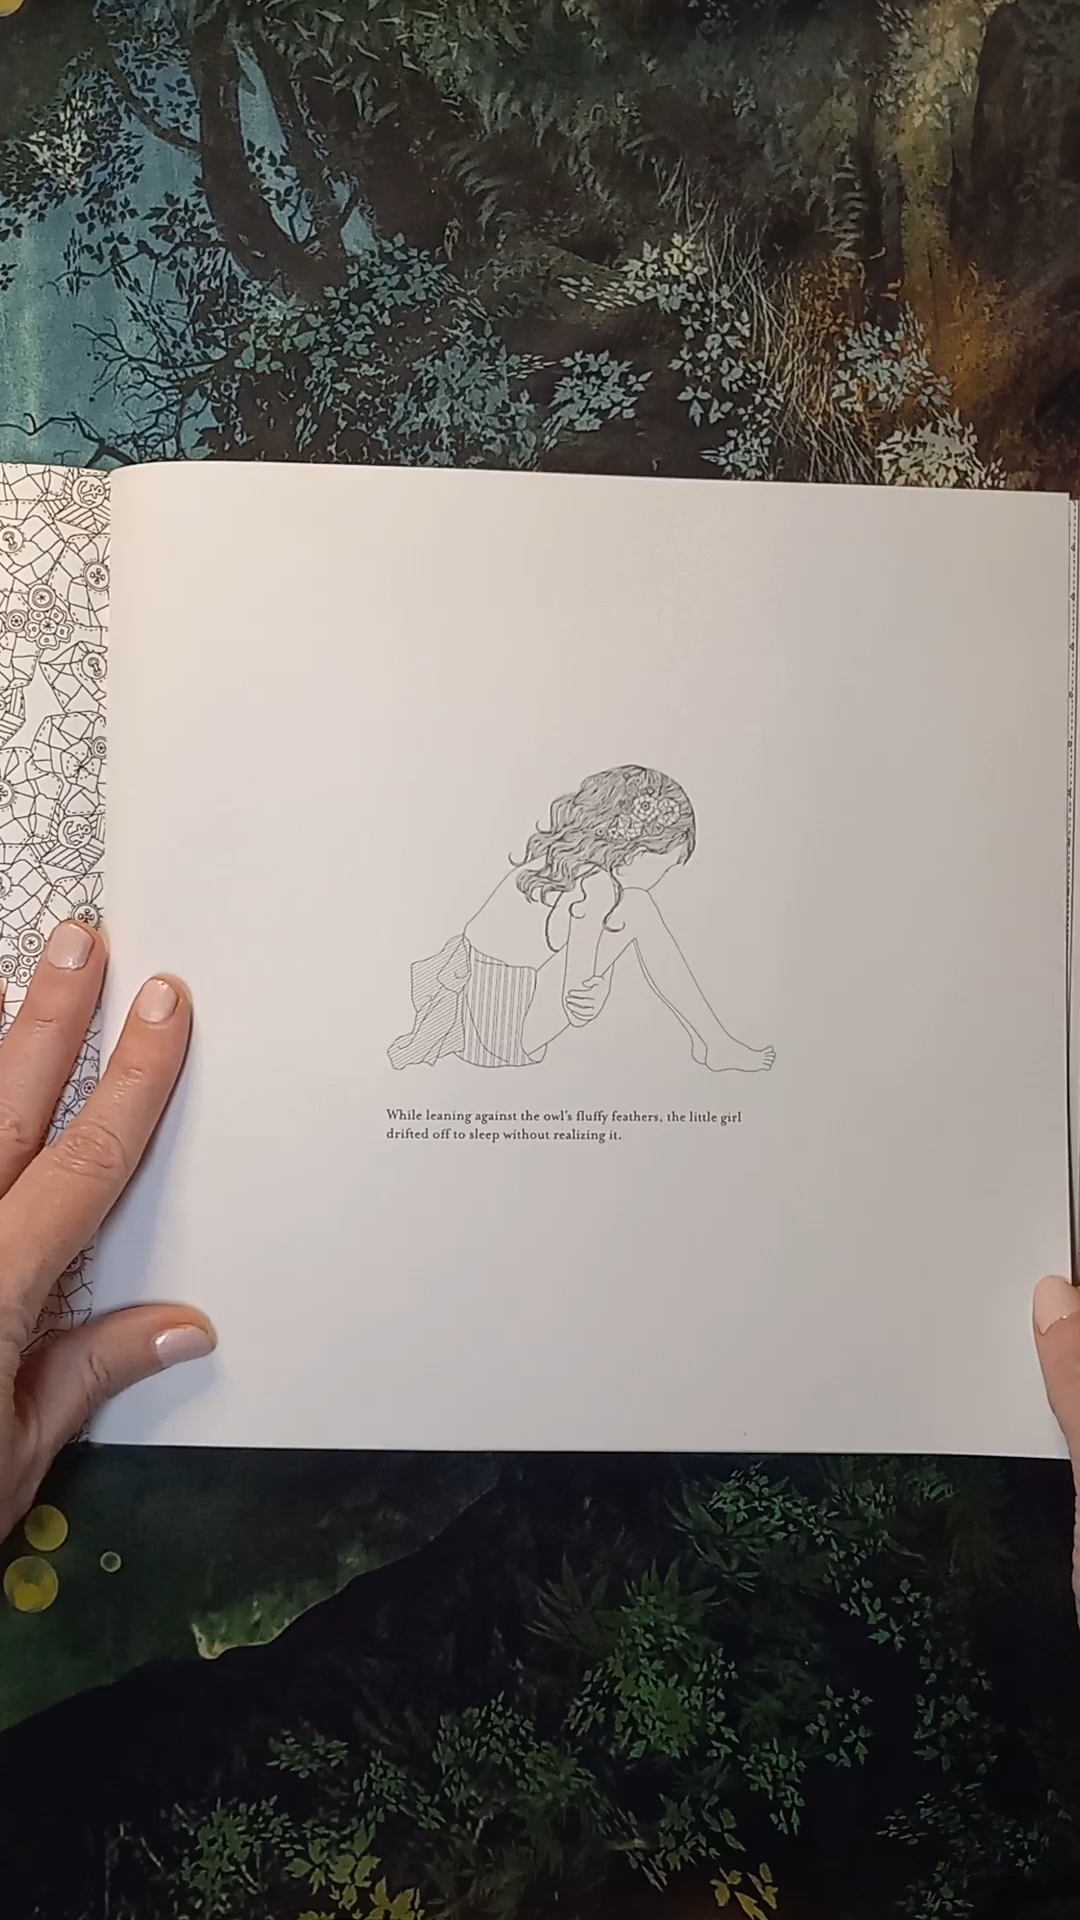 While leaning against the owl's fluffy feathers, the little girl
drifted off to sleep without realizing it.